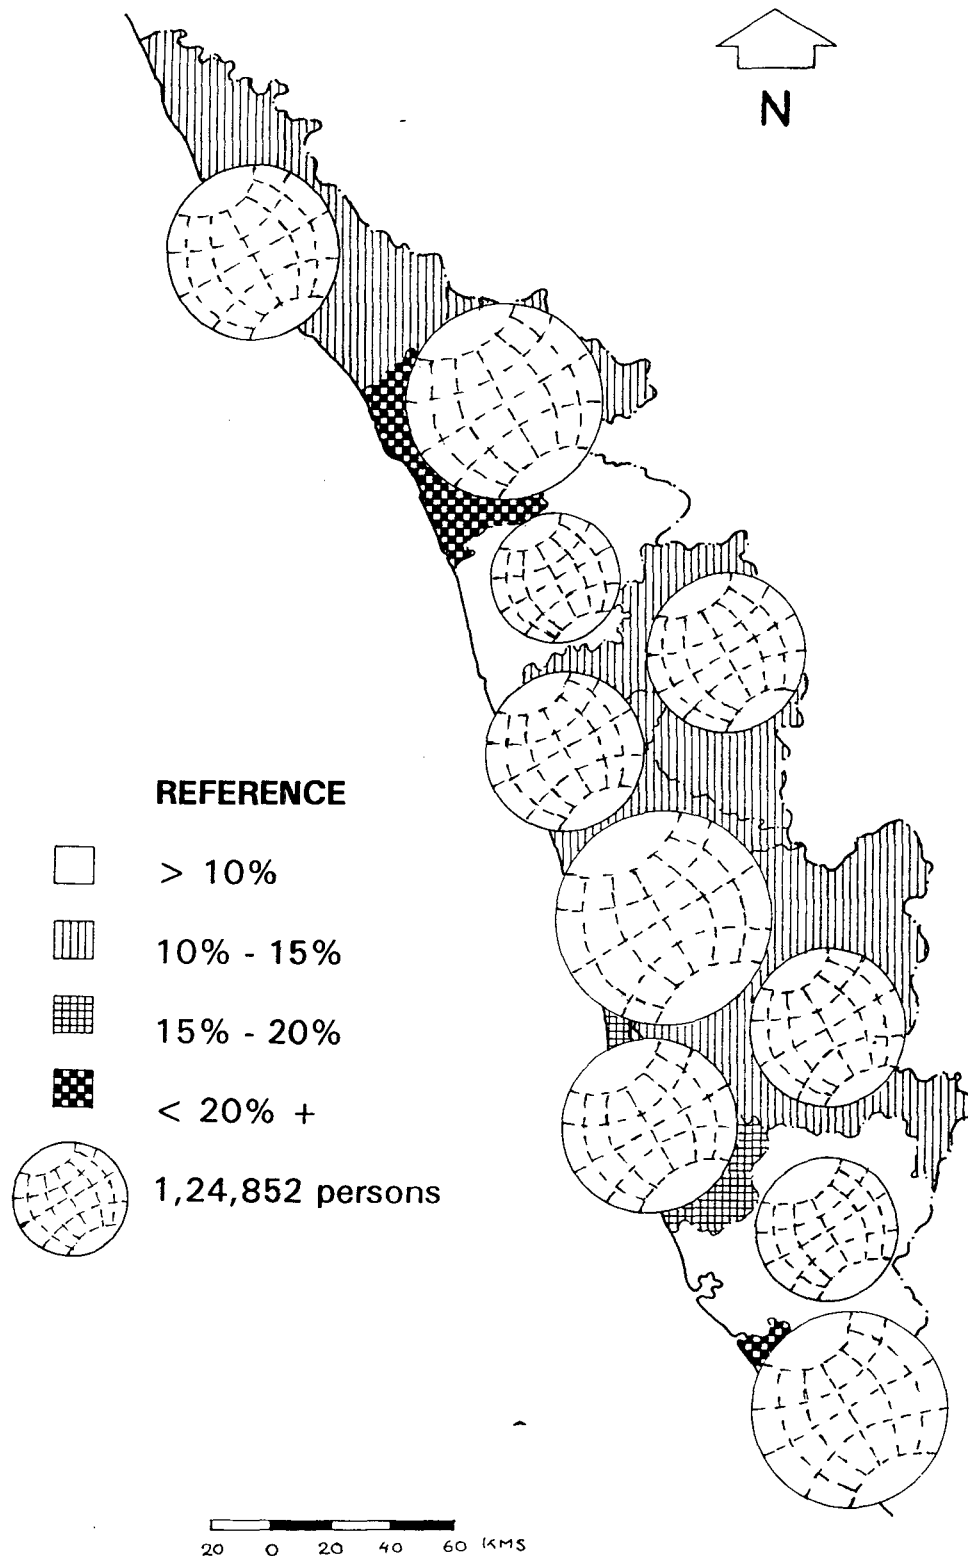 N
REFERENCE
> 10%
10% - 15%
15% - 20%
< 20% +
1,24,852 persons
20 0 20 40 60 KMS